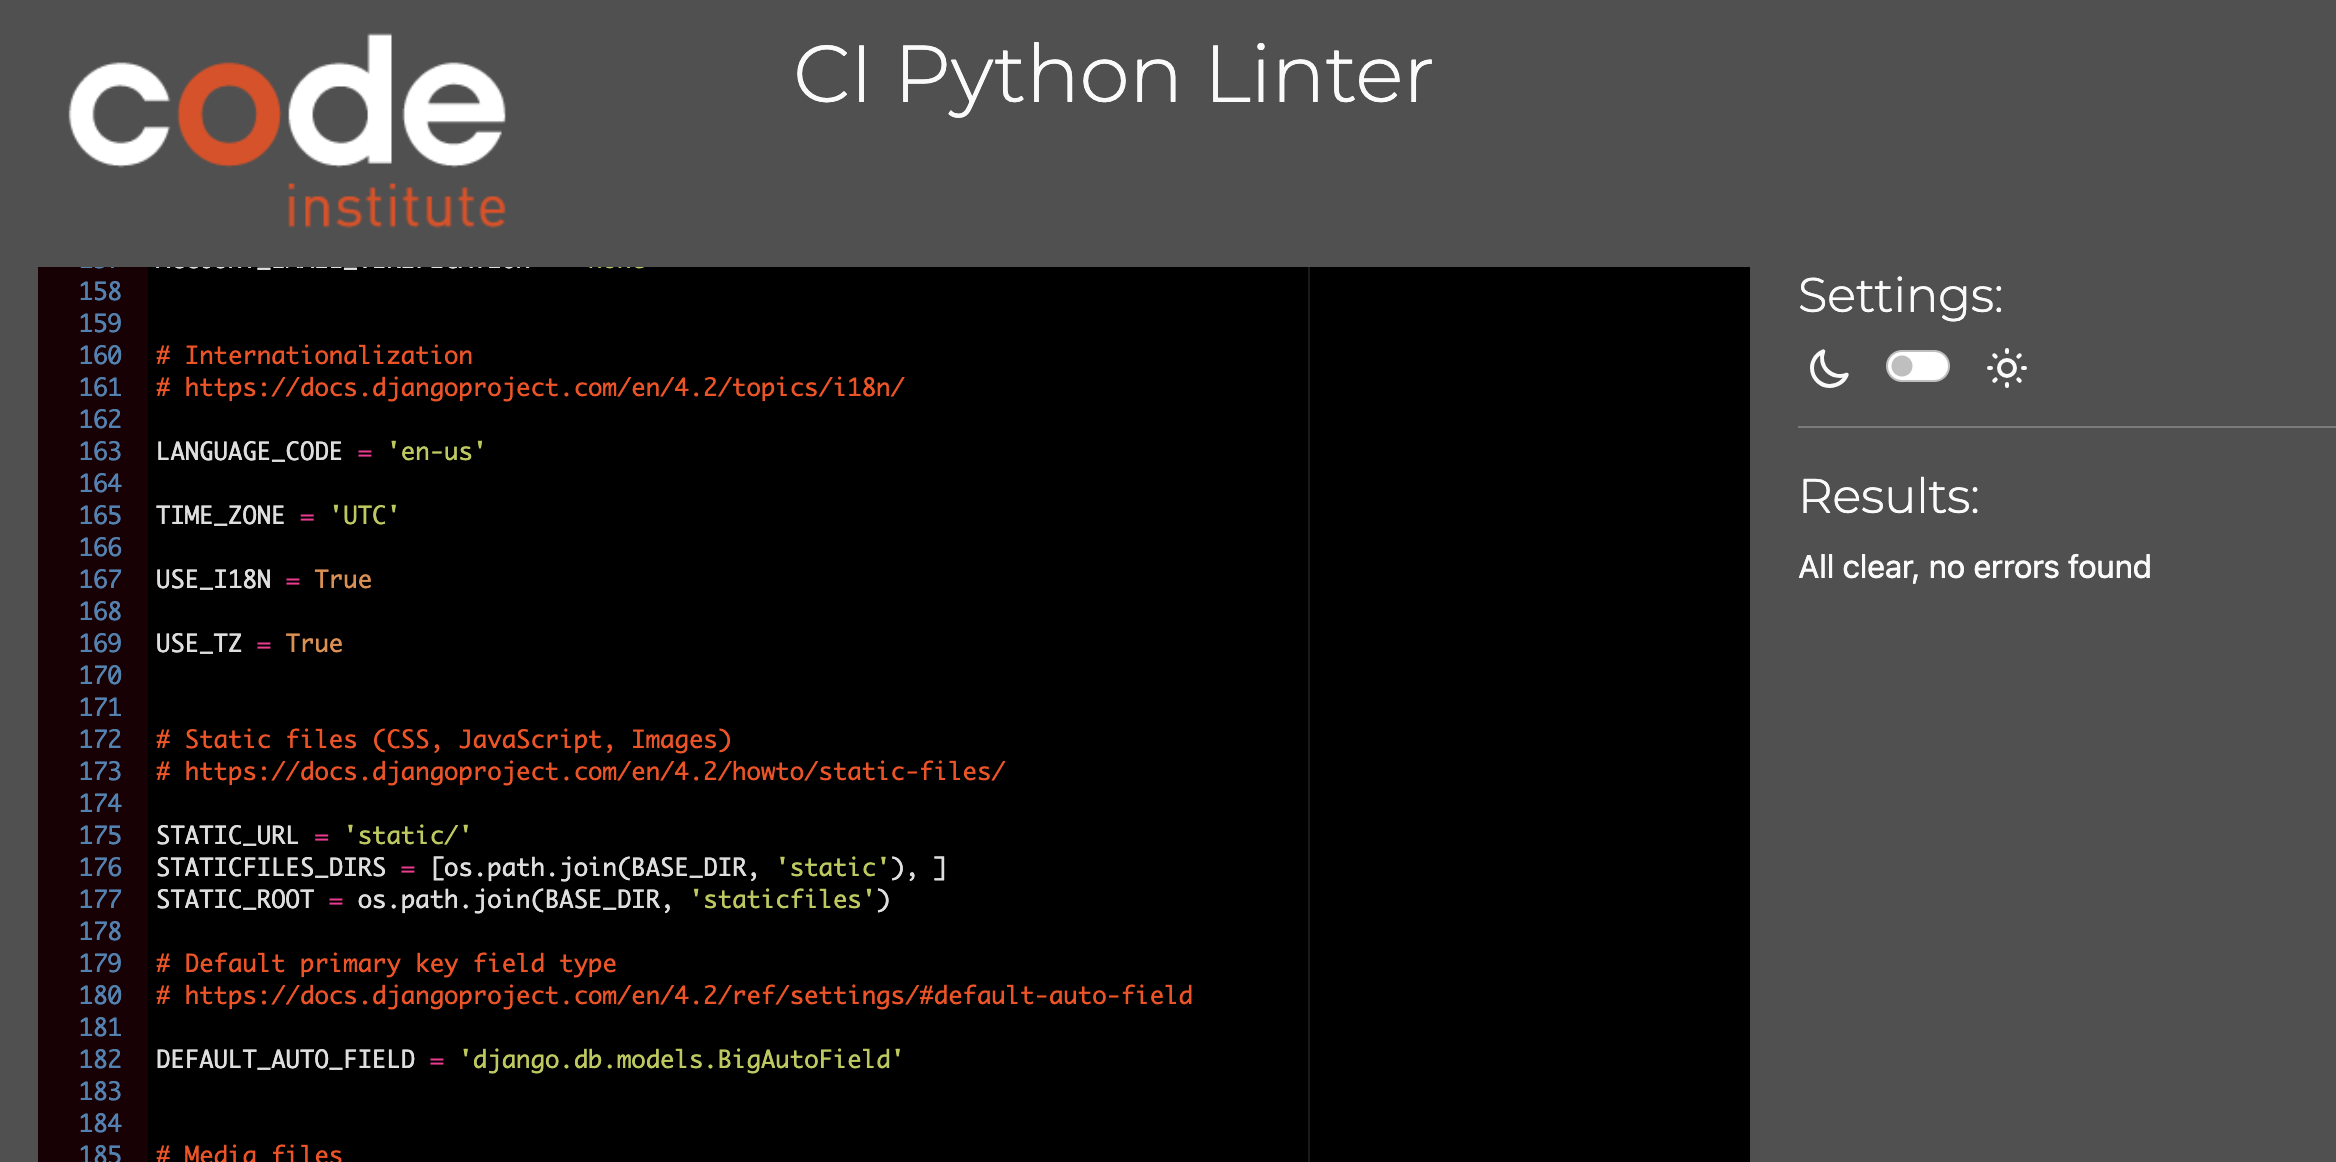 code
institute
CI Python Linter
158
159
160 # Internationalization
161 # https://docs.djangoproject.com/en/4.2/topics/i18n/
162
163 LANGUAGE_CODE = 'en-us'
164
165 TIME_ZONE = 'UTC'
166
167 USE_I18N = True
168
169 USE_TZ = True
170
171
172 # Static files (CSS, JavaScript, Images)
173 # https://docs.djangoproject.com/en/4.2/howto/static-files/
174
175 STATIC_URL = 'static/'
176 STATICFILES_DIRS = [os.path.join(BASE_DIR, 'static'), ]
177 STATIC_ROOT = os.path.join(BASE_DIR, 'staticfiles')
178
179 # Default primary key field type
180 # https://docs.djangoproject.com/en/4.2/ref/settings/#default-auto-field
181
182 DEFAULT_AUTO_FIELD = 'django.db.models.BigAutoField'
183
184
185 # Media files
Settings:
Results:
All clear, no errors found